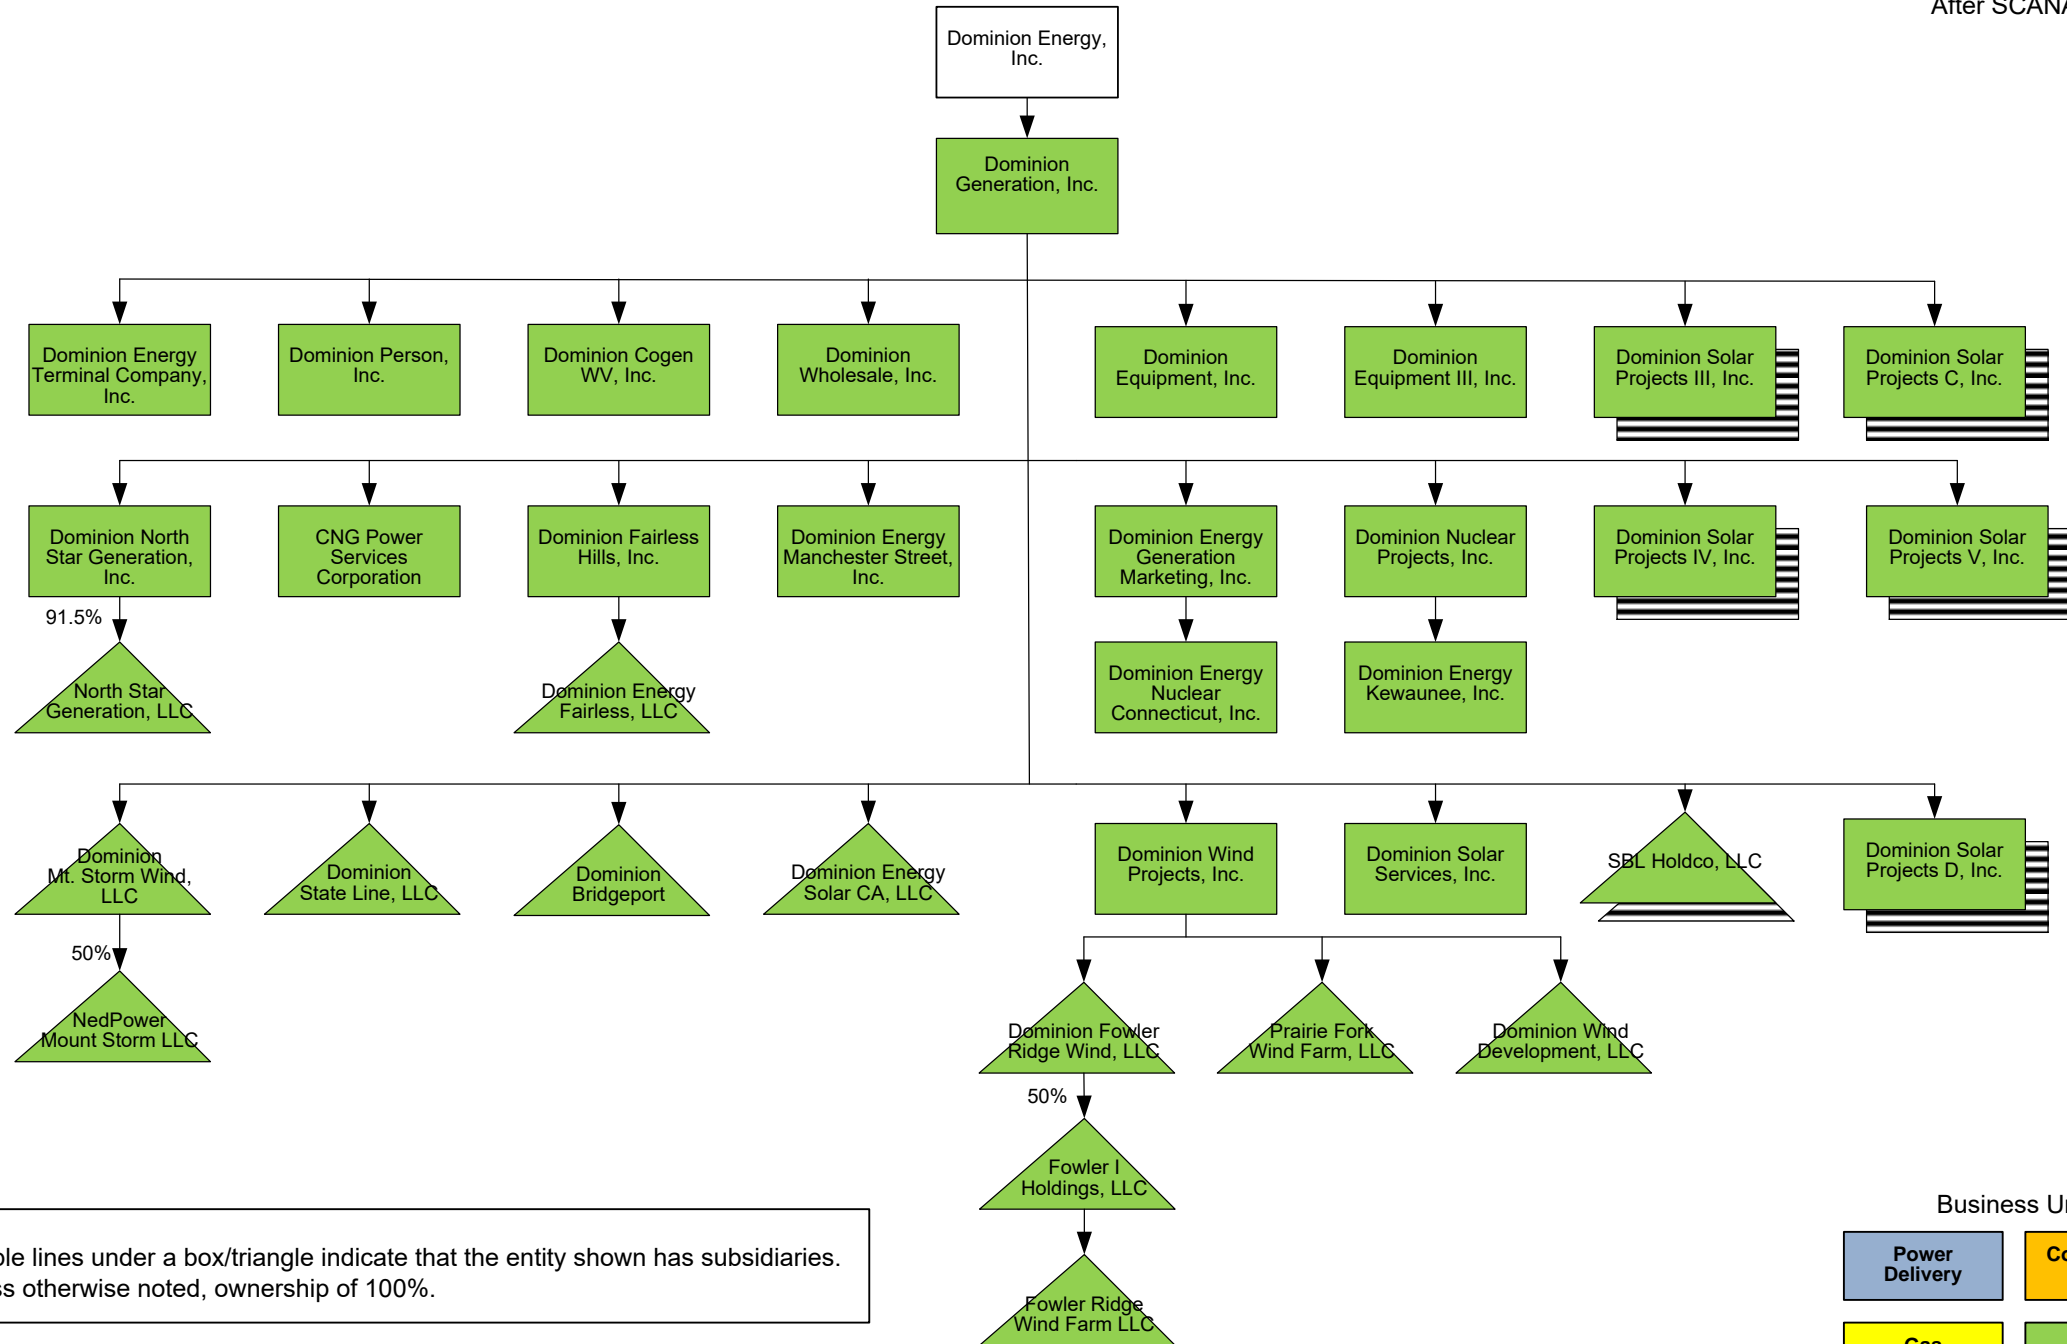 After SCANA
Dominion Energy,
Inc.
Dominion
Generation, Inc.
Dominion Energy
Terminal Company,
Inc.
Dominion Person,
Inc.
Dominion Cogen
WV, Inc.
Dominion
Wholesale, Inc.
Dominion
Equipment, Inc.
Dominion
Equipment III, Inc.
Dominion Solar
Projects III, Inc.
Dominion Solar
Projects C, Inc.
Dominion North
Star Generation,
Inc.
CNG Power
Services
Corporation
Dominion Fairless
Hills, Inc.
Dominion Energy
Manchester Street,
Inc.
Dominion Energy
Generation
Marketing, Inc.
Dominion Nuclear
Projects, Inc.
Dominion Solar
Projects IV, Inc.
Dominion Solar
Projects V, Inc.
91.5%
North Star
Generation, LLC
Dominion Energy
Fairless, LLC
Dominion Energy
Nuclear
Connecticut, Inc.
Dominion Energy
Kewaunee, Inc.
Dominion
Mt. Storm Wind,
LLC
Dominion
State Line, LLC
Dominion
Bridgeport
Dominion Energy
Solar CA, LLC
Dominion Wind
Projects, Inc.
Dominion Solar
Services, Inc.
SBL Holdco, LLC
Dominion Solar
Projects D, Inc.
50%
NedPower
Mount Storm LLC
Dominion Fowler
Ridge Wind, LLC
Prairie Fork
Wind Farm, LLC
Dominion Wind
Development, LLC
50%
Fowler I
Holdings, LLC
Fowler Ridge
Wind Farm LLC
lines under a box/triangle indicate that the entity shown has subsidiaries.
otherwise noted, ownership of 100%.
Business
Power
Delivery
Gas